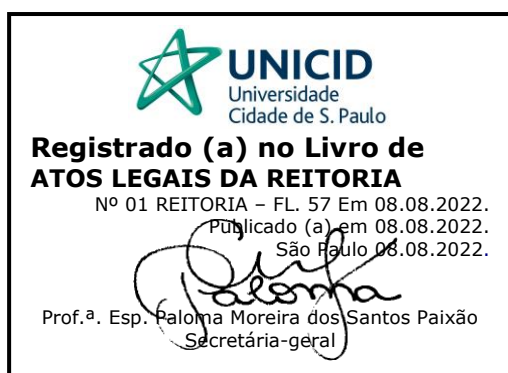 UNICID
Universidade
Cidade de S. Paulo
Registrado (a) no Livro de
ATOS LEGAIS DA REITORIA
Nº 01 REITORIA – FL. 57 Em 08.08.2022.
Publicado (a) em 08.08.2022.
São Paulo 08.08.2022.
Paloma
Prof.ª. Esp. Paloma Moreira dos Santos Paixão
Secretária-geral